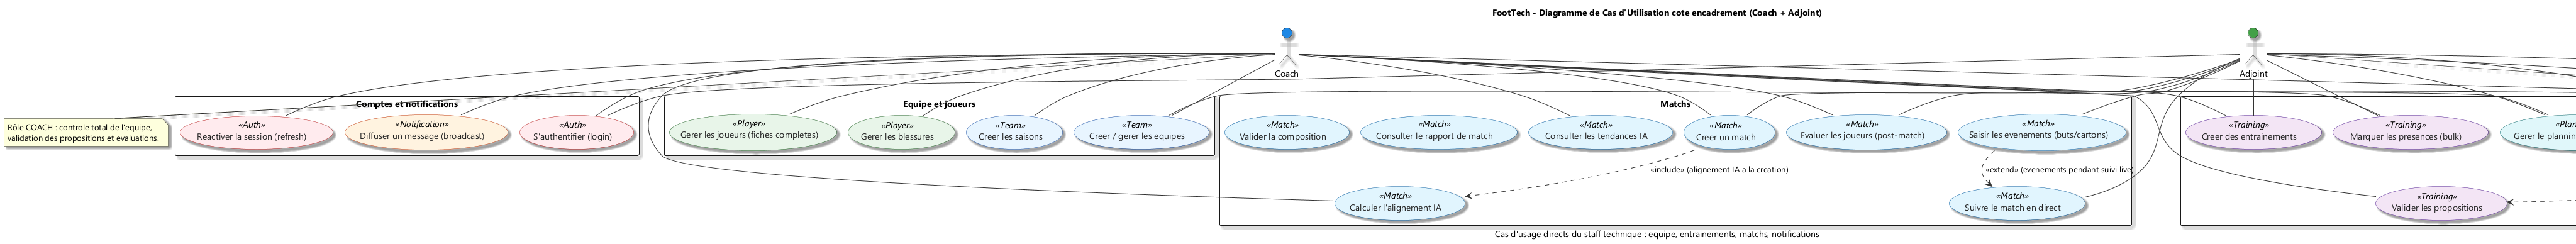 FootTech - Diagramme de Cas d'Utilisation cote encadrement (Coach + Adjoint)
Coach
Adjoint
Rôle COACH : controle total de l'equipe,
validation des propositions et evaluations.
Comptes et notifications
«Auth»
Reactiver la session (refresh)
«Notification»
Diffuser un message (broadcast)
«Auth»
S'authentifier (login)
Equipe et Joueurs
«Player»
Gerer les joueurs (fiches completes)
«Player»
Gerer les blessures
«Team»
Creer les saisons
«Team»
Creer / gerer les equipes
Matchs
«Match»
Valider la composition
«Match»
Consulter le rapport de match
«Match»
Consulter les tendances IA
«Match»
Creer un match
«Match»
Evaluer les joueurs (post-match)
«Match»
Saisir les evenements (buts/cartons)
«include» (alignement IA a la creation)
«extend» (evenements pendant suivi live)
«Match»
Calculer l'alignement IA
«Match»
Suivre le match en direct
«Training»
Creer des entrainements
«Training»
Marquer les presences (bulk)
Gerer le
«Training»
Valider les propositions
Cas d'usage directs du staff technique : equipe, entrainements, matchs, notifications